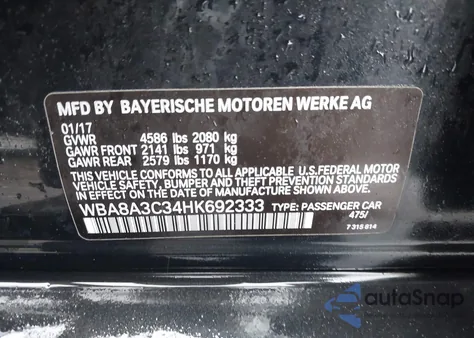 MFD BY BAYERISCHE MOTOREN WERKE AG
01/17
GVWR 4586 lbs 2080 kg
GAWR FRONT 2141 lbs 971 kg
GAWR REAR 2579 lbs 1170 kg
THIS VEHICLE CONFORMS TO ALL APPLICABLE U.S.FEDERAL MOTOR
VEHICLE SAFETY, BUMPER, AND THEFT PREVENTION STANDARDS
IN EFFECT ON THE DATE OF MANUFACTURE SHOWN ABOVE.
WBA8A3C34HK692333 TYPE: PASSENGER CAR
475/
7 315 814
autoSnap